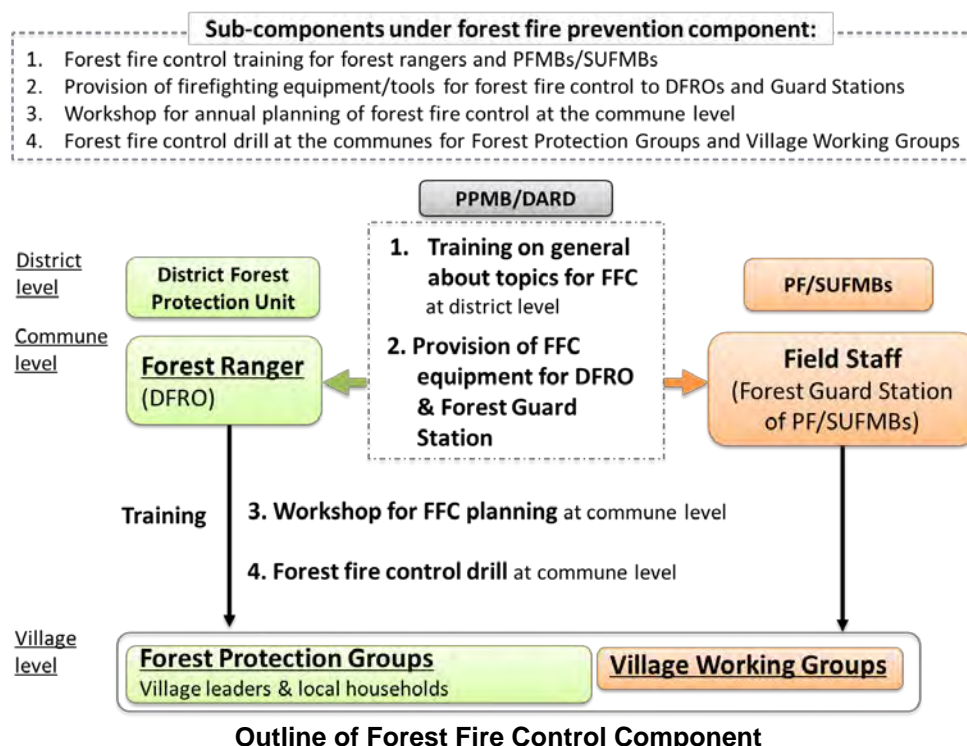 Sub-components under forest fire prevention component:
1. Forest fire control training for forest rangers and PFMBs/SUFMBs
2. Provision of firefighting equipment/tools for forest fire control to DFROs and Guard Stations
3. Workshop for annual planning of forest fire control at the commune level
4. Forest fire control drill at the communes for Forest Protection Groups and Village Working Groups
PPMB/DARD
District
level
District Forest
Protection Unit
1. Training on general
about topics for FFC
at district level
PF/SUFMBs
Commune
level
Forest Ranger
(DFRO)
2. Provision of FFC
equipment for DFRO
& Forest Guard
Station
Field Staff
(Forest Guard Station
of PF/SUFMBs)
Training
3. Workshop for FFC planning at commune level
4. Forest fire control drill at commune level
Village
level
Forest Protection Groups
Village leaders & local households
Village Working Groups
Outline of Forest Fire Control Component